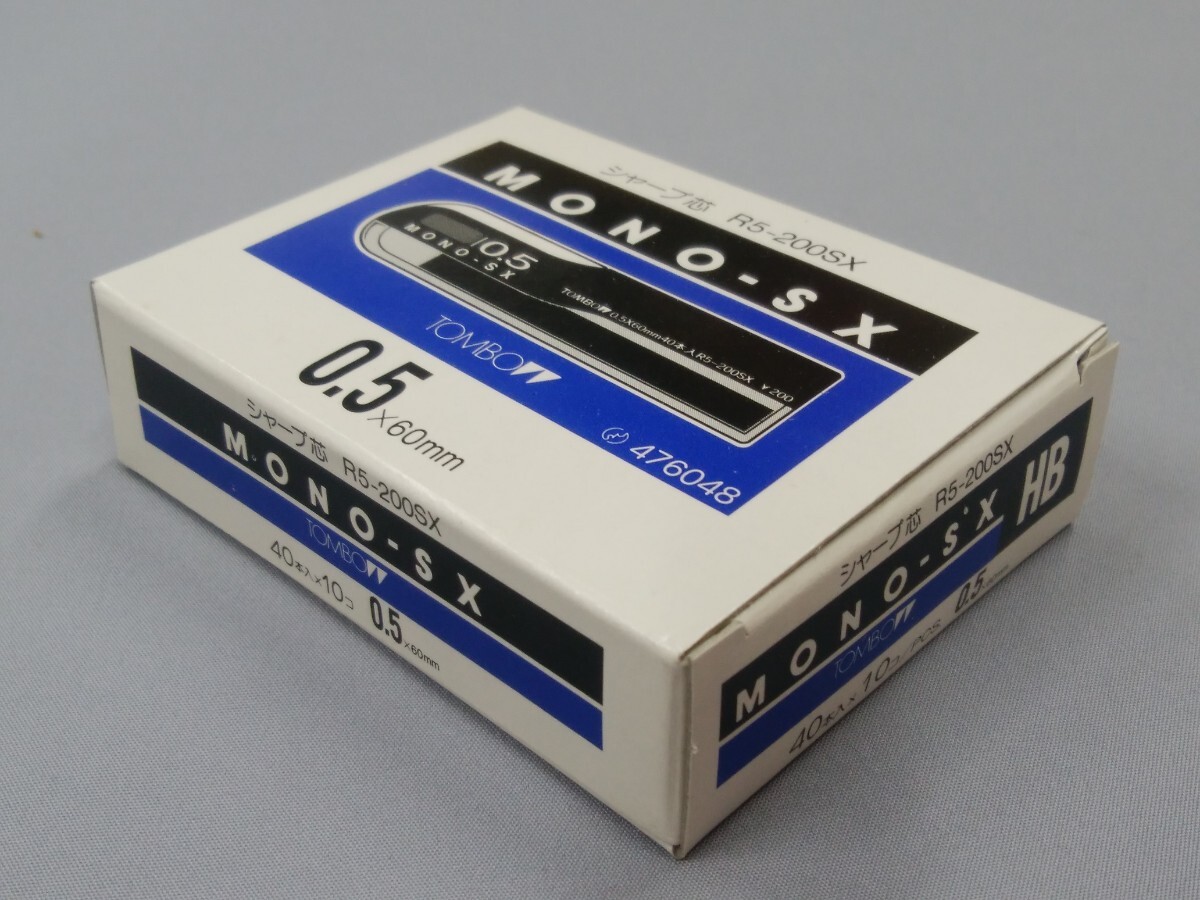 シャープ芯 R5-200SX
MONO-SX
0.5
MONO-SX
TOMBOW 0.5X60mm40本入R5-200SX ¥200
TOMBOW
476048
0.5×60mm
シャープ芯 R5-200SX
MONO-SX
TOMBOW
40本入×10コ 0.5×60mm
シャープ芯 R5-200SX
MONO-SX HB
TOMBOW
40本入×10コ/PCS. 0.5×60mm